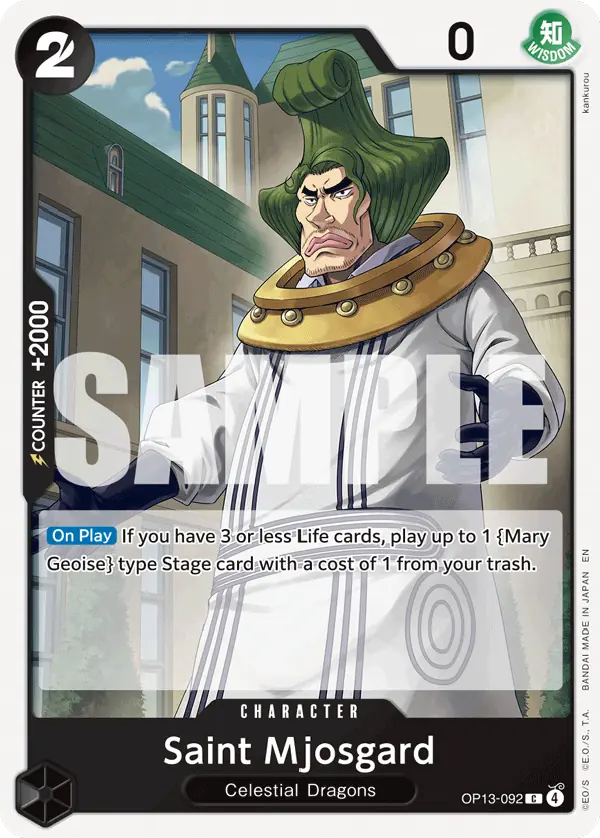 2
0
知
WISDOM
kankurou
COUNTER +2000
SAMPLE
On Play If you have 3 or less Life cards, play up to 1 {Mary
Geoise} type Stage card with a cost of 1 from your trash.
CHARACTER
Saint Mjosgard
Celestial Dragons
OP13-092 C 4
©E.O/S ©E.O./S., T.A. BANDAI MADE IN JAPAN EN